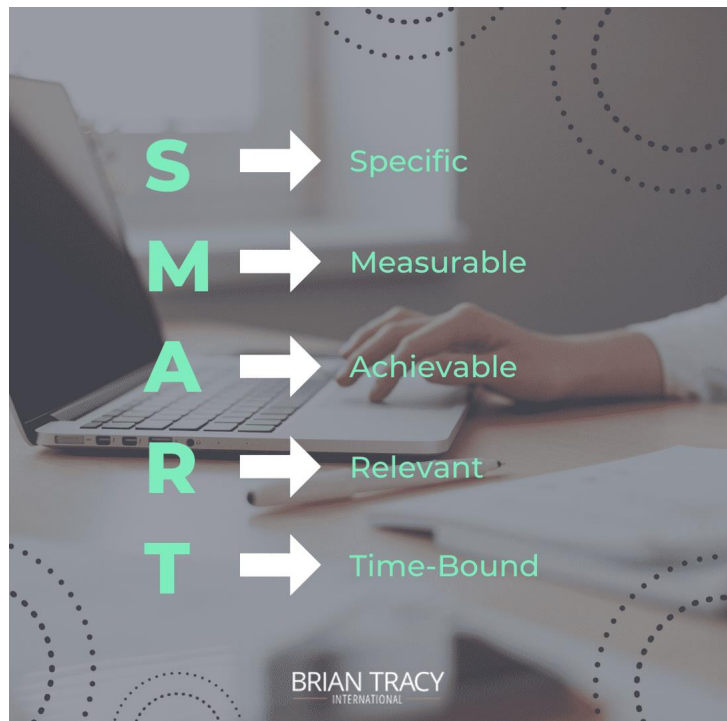 S Specific
M Measurable
A Achievable
R Relevant
T Time-Bound
BRIAN TRACY
INTERNATIONAL